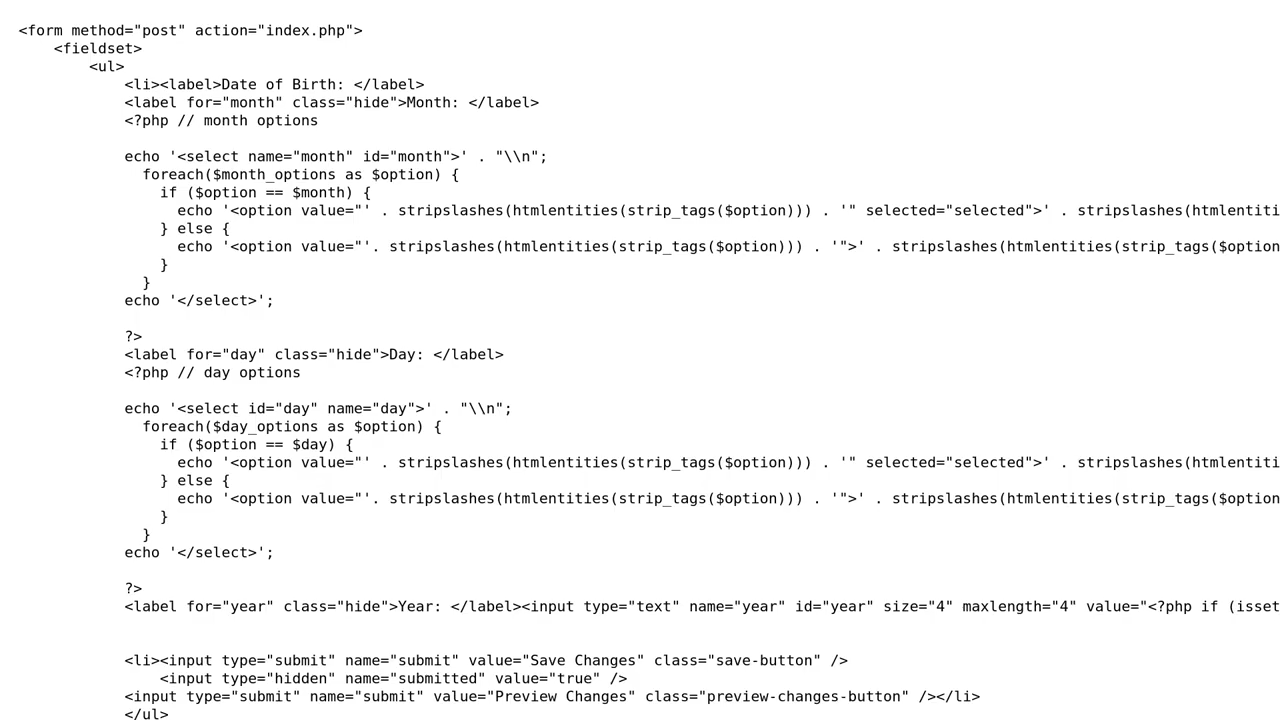 <form method="post" action="index.php">
    <fieldset>
        <ul>
            <li><label>Date of Birth: </label>
            <label for="month" class="hide">Month: </label>
            <?php // month options

            echo '<select name="month" id="month">' . "\\n";
              foreach($month_options as $option) {
                if ($option == $month) {
                  echo '<option value="' . stripslashes(htmlentities(strip_tags($option))) . '" selected="selected">' . stripslashes(htmlentiti
                } else {
                  echo '<option value="'. stripslashes(htmlentities(strip_tags($option))) . '">' . stripslashes(htmlentities(strip_tags($option
                }
              }
            echo '</select>';

            ?>
            <label for="day" class="hide">Day: </label>
            <?php // day options

            echo '<select id="day" name="day">' . "\\n";
              foreach($day_options as $option) {
                if ($option == $day) {
                  echo '<option value="' . stripslashes(htmlentities(strip_tags($option))) . '" selected="selected">' . stripslashes(htmlentiti
                } else {
                  echo '<option value="'. stripslashes(htmlentities(strip_tags($option))) . '">' . stripslashes(htmlentities(strip_tags($option
                }
              }
            echo '</select>';

            ?>
            <label for="year" class="hide">Year: </label><input type="text" name="year" id="year" size="4" maxlength="4" value="<?php if (isset


            <li><input type="submit" name="submit" value="Save Changes" class="save-button" />
                <input type="hidden" name="submitted" value="true" />
            <input type="submit" name="submit" value="Preview Changes" class="preview-changes-button" /></li>
            </ul>